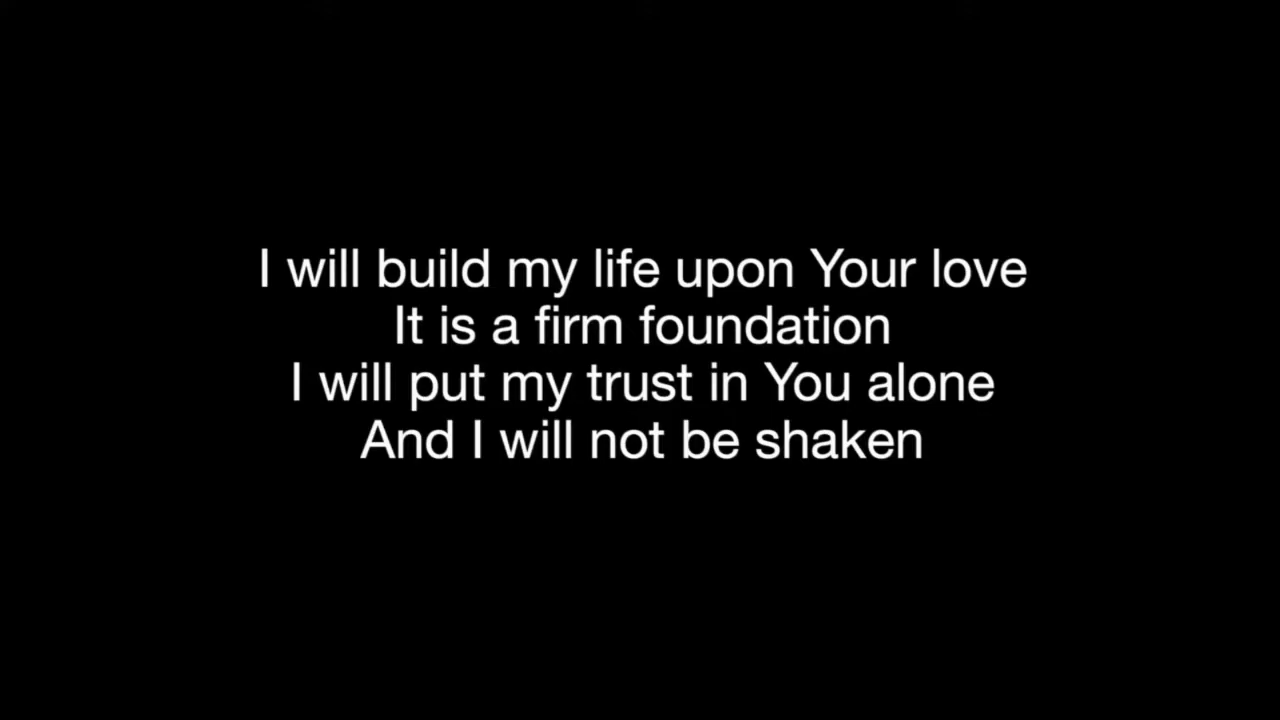 I will build my life upon Your love
It is a firm foundation
I will put my trust in You alone
And I will not be shaken